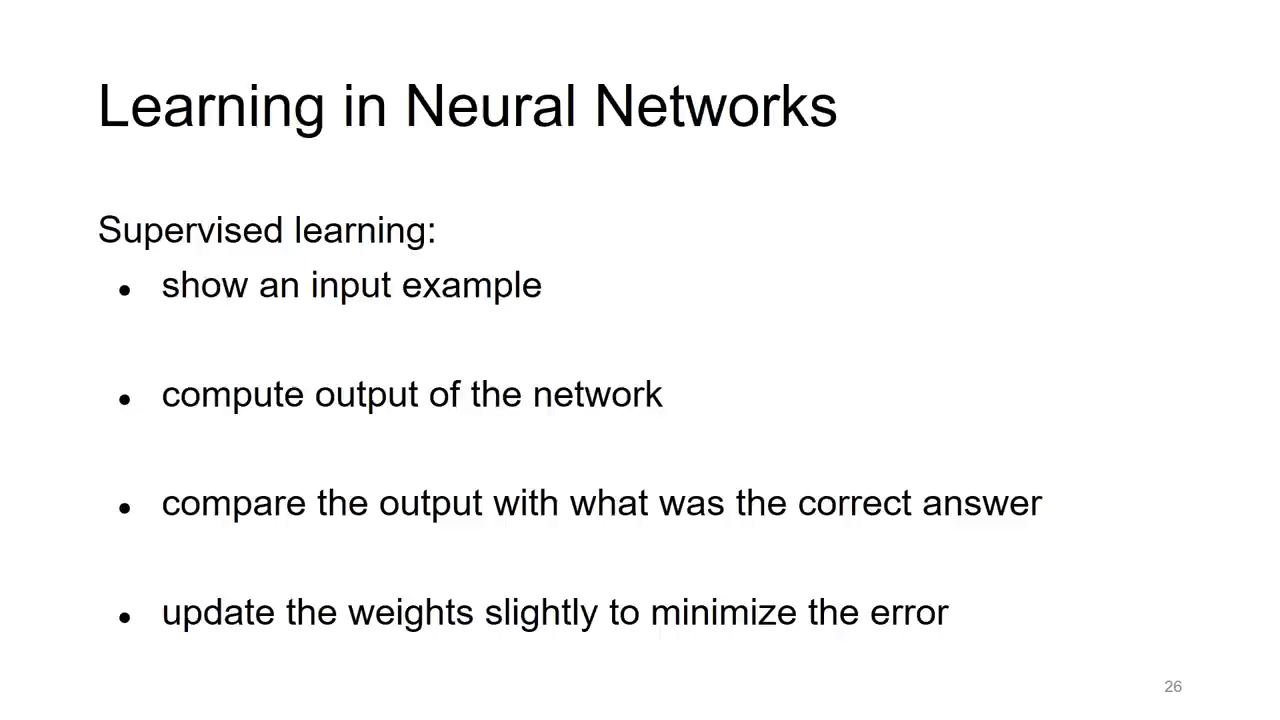 Learning in Neural Networks
Supervised learning:
● show an input example
● compute output of the network
● compare the output with what was the correct answer
● update the weights slightly to minimize the error
26